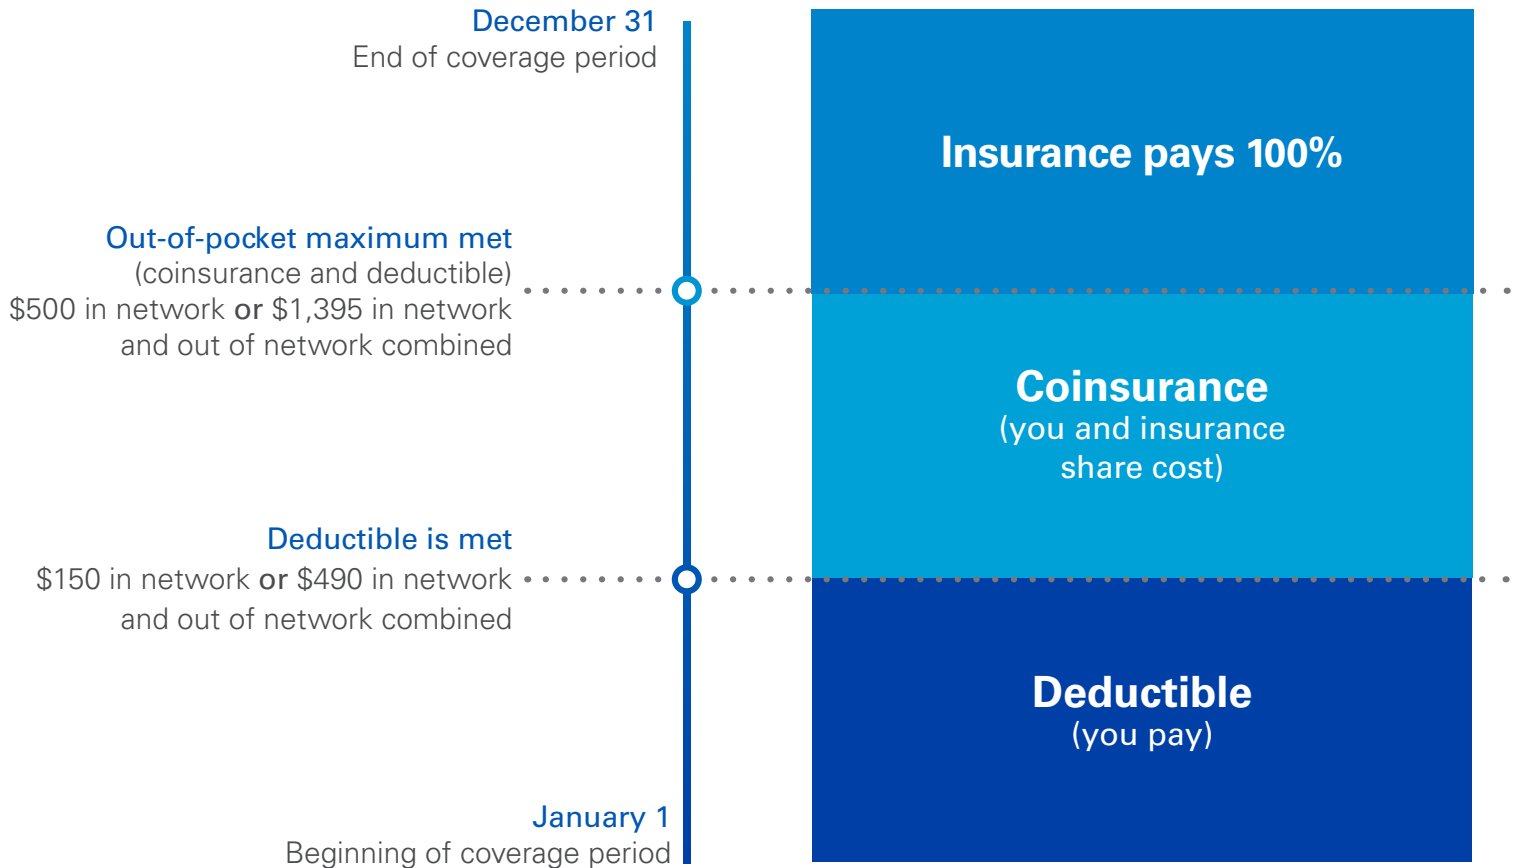 December 31
End of coverage period
Insurance pays 100%
Out-of-pocket maximum met
(coinsurance and deductible)
$500 in network or $1,395 in network
and out of network combined
Coinsurance
(you and insurance
share cost)
Deductible is met
$150 in network or $490 in network
and out of network combined
Deductible
(you pay)
January 1
Beginning of coverage period